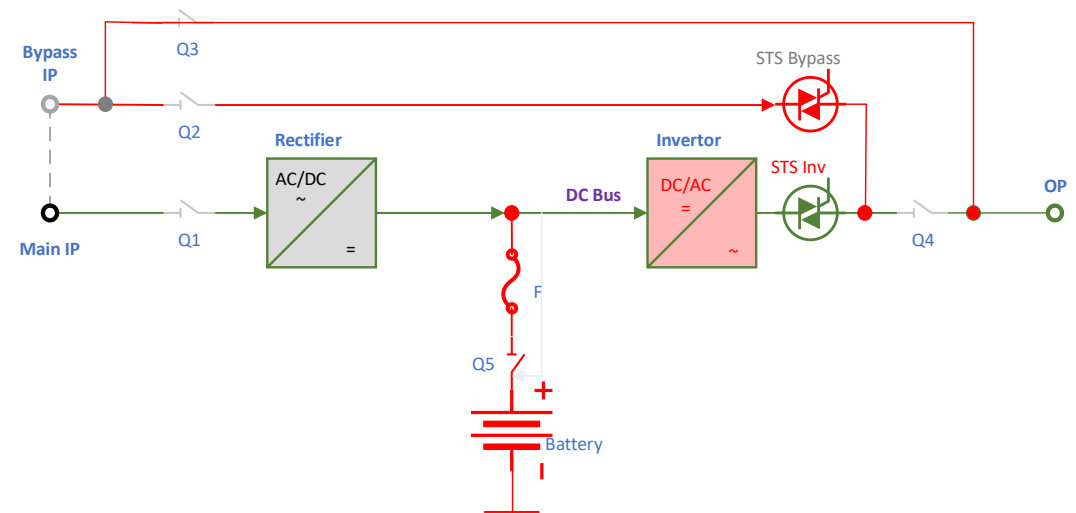 Q3
Bypass
IP
STS Bypass
Q2
Rectifier
Invertor
AC/DC
~
=
DC Bus
DC/AC
=
~
STS Inv
OP
Main IP
Q1
Q4
F
Q5
+
Battery
-